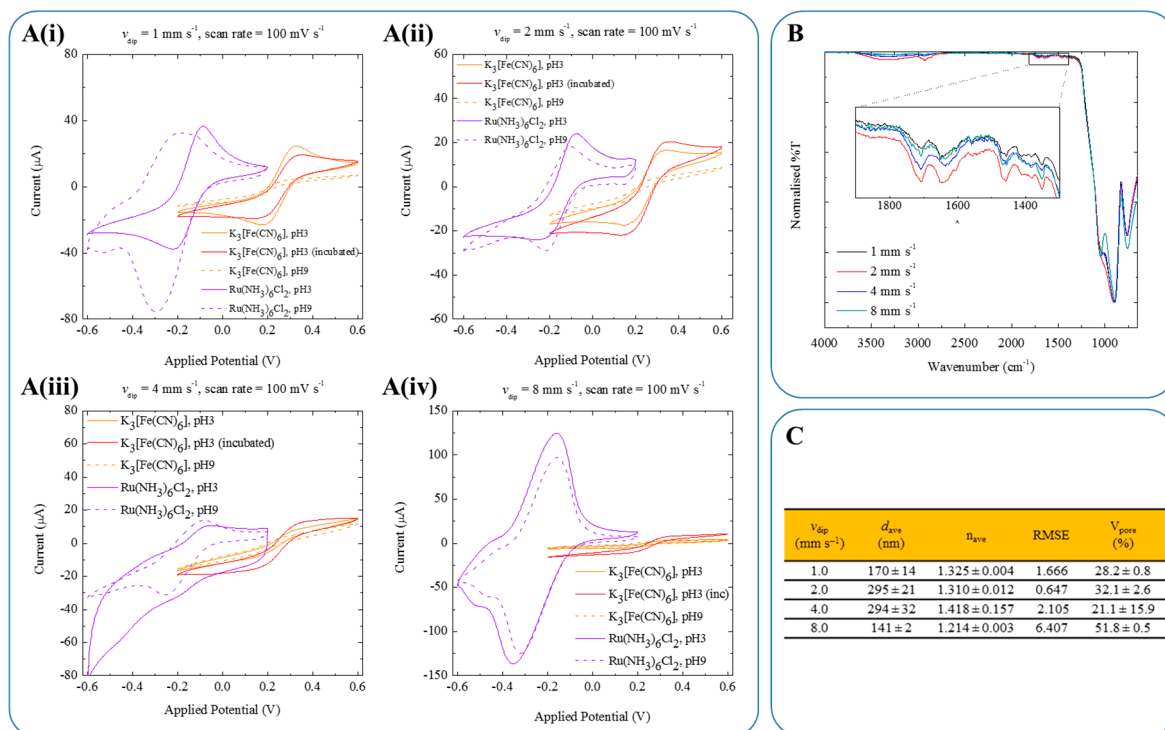 A(i)
v_dip = 1 mm s⁻¹, scan rate = 100 mV s⁻¹
80
40
0
-40
-80
Current (µA)
K₃[Fe(CN)₆], pH3
K₃[Fe(CN)₆], pH3 (incubated)
K₃[Fe(CN)₆], pH9
Ru(NH₃)₆Cl₂, pH3
Ru(NH₃)₆Cl₂, pH9
-0.6 -0.4 -0.2 0.0 0.2 0.4 0.6
Applied Potential (V)
A(ii)
v_dip = 2 mm s⁻¹, scan rate = 100 mV s⁻¹
60
40
20
0
-20
-40
-60
Current (µA)
K₃[Fe(CN)₆], pH3
K₃[Fe(CN)₆], pH3 (incubated)
K₃[Fe(CN)₆], pH9
Ru(NH₃)₆Cl₂, pH3
Ru(NH₃)₆Cl₂, pH9
-0.6 -0.4 -0.2 0.0 0.2 0.4 0.6
Applied Potential (V)
A(iii)
v_dip = 4 mm s⁻¹, scan rate = 100 mV s⁻¹
80
60
40
20
0
-20
-40
-60
-80
Current (µA)
K₃[Fe(CN)₆], pH3
K₃[Fe(CN)₆], pH3 (incubated)
K₃[Fe(CN)₆], pH9
Ru(NH₃)₆Cl₂, pH3
Ru(NH₃)₆Cl₂, pH9
-0.6 -0.4 -0.2 0.0 0.2 0.4 0.6
Applied Potential (V)
A(iv)
v_dip = 8 mm s⁻¹, scan rate = 100 mV s⁻¹
150
125
100
75
50
25
0
-25
-50
-75
-100
-125
-150
Current (µA)
K₃[Fe(CN)₆], pH3
K₃[Fe(CN)₆], pH3 (inc)
K₃[Fe(CN)₆], pH9
Ru(NH₃)₆Cl₂, pH3
Ru(NH₃)₆Cl₂, pH9
-0.6 -0.4 -0.2 0.0 0.2 0.4 0.6
Applied Potential (V)
B
Normalised %T
1800 1600 1400
1 mm s⁻¹
2 mm s⁻¹
4 mm s⁻¹
8 mm s⁻¹
4000 3500 3000 2500 2000 1500 1000
Wavenumber (cm⁻¹)
C
v_dip (mm s⁻¹) d_ave (nm) n_ave RMSE V_pore (%)
1.0 170 ± 14 1.325 ± 0.004 1.666 28.2 ± 0.8
2.0 295 ± 21 1.310 ± 0.012 0.647 32.1 ± 2.6
4.0 294 ± 32 1.418 ± 0.157 2.105 21.1 ± 15.9
8.0 141 ± 2 1.214 ± 0.003 6.407 51.8 ± 0.5